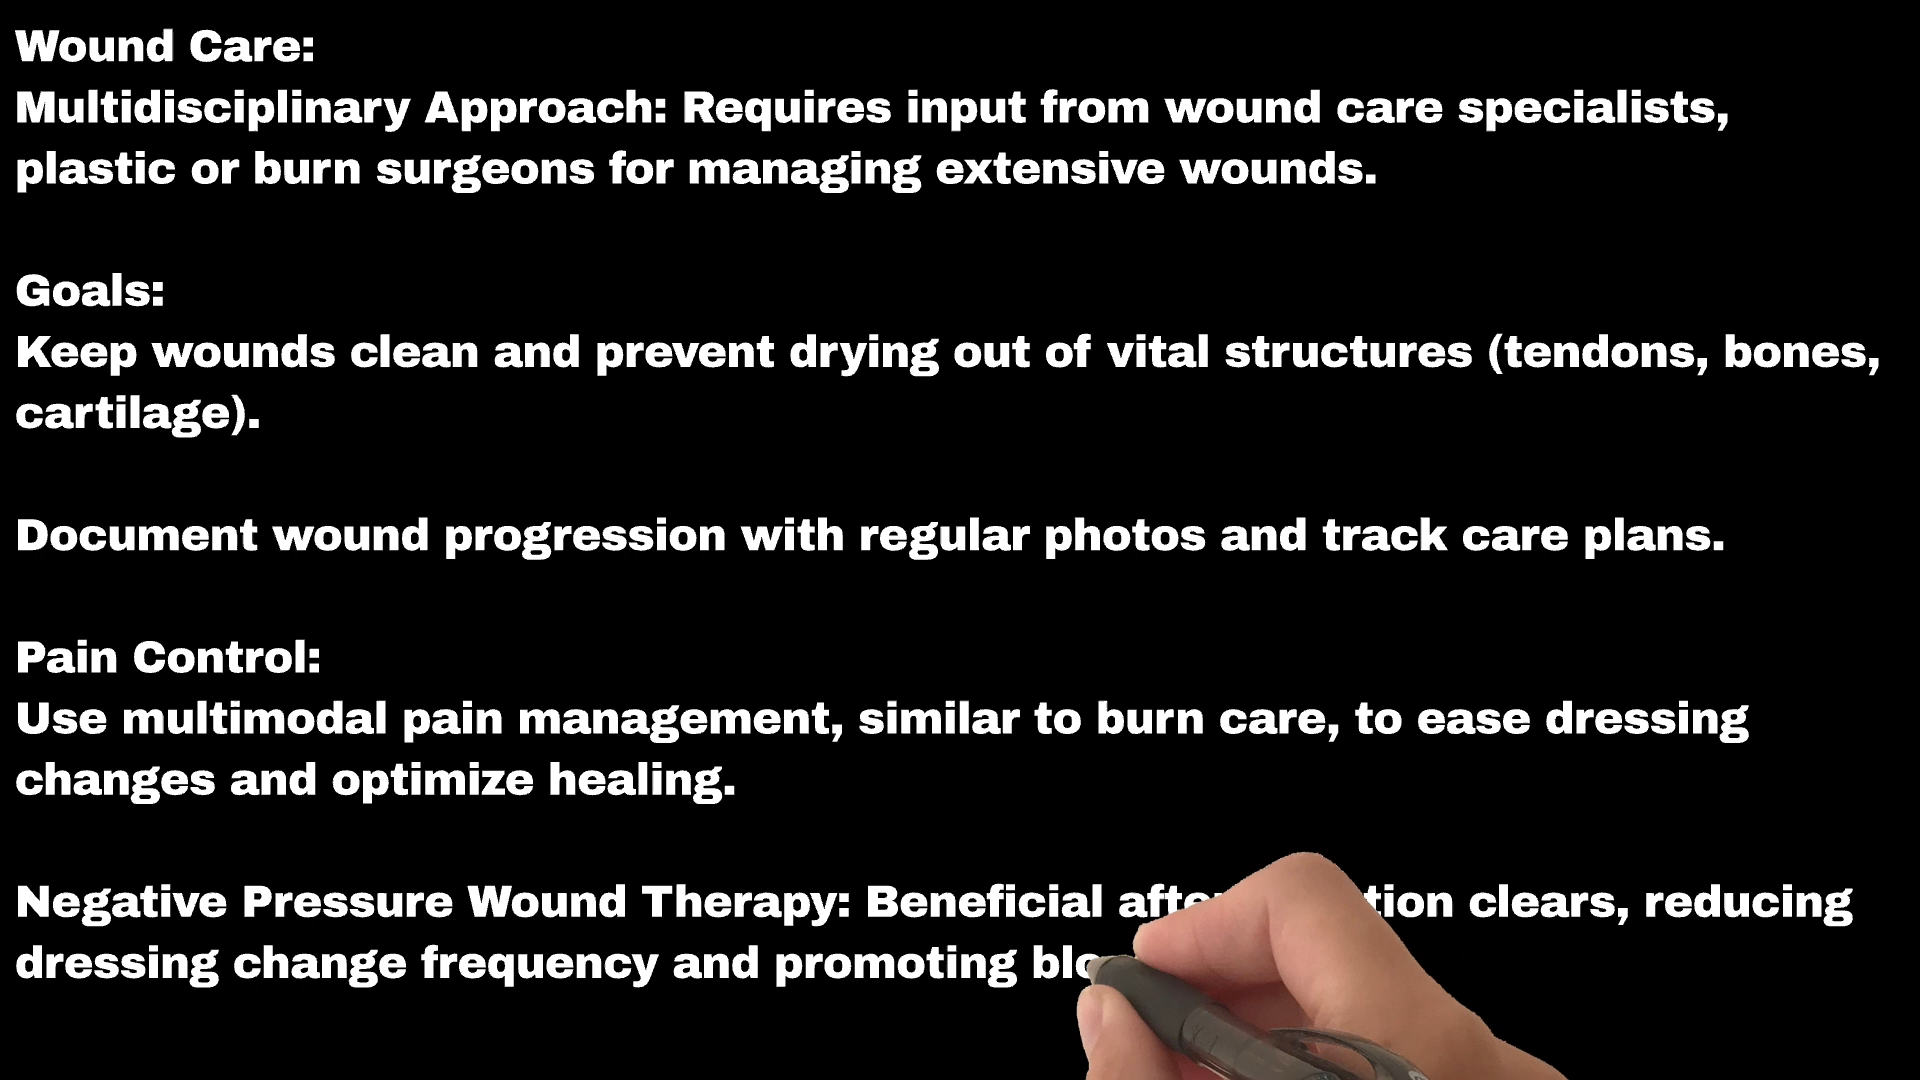 Wound Care:
Multidisciplinary Approach: Requires input from wound care specialists,
plastic or burn surgeons for managing extensive wounds.
Goals:
Keep wounds clean and prevent drying out of vital structures (tendons, bones,
cartilage).
Document wound progression with regular photos and track care plans.
Pain Control:
Use multimodal pain management, similar to burn care, to ease dressing
changes and optimize healing.
Negative Pressure Wound Therapy: Beneficial clears, reducing
dressing change frequency and promoting